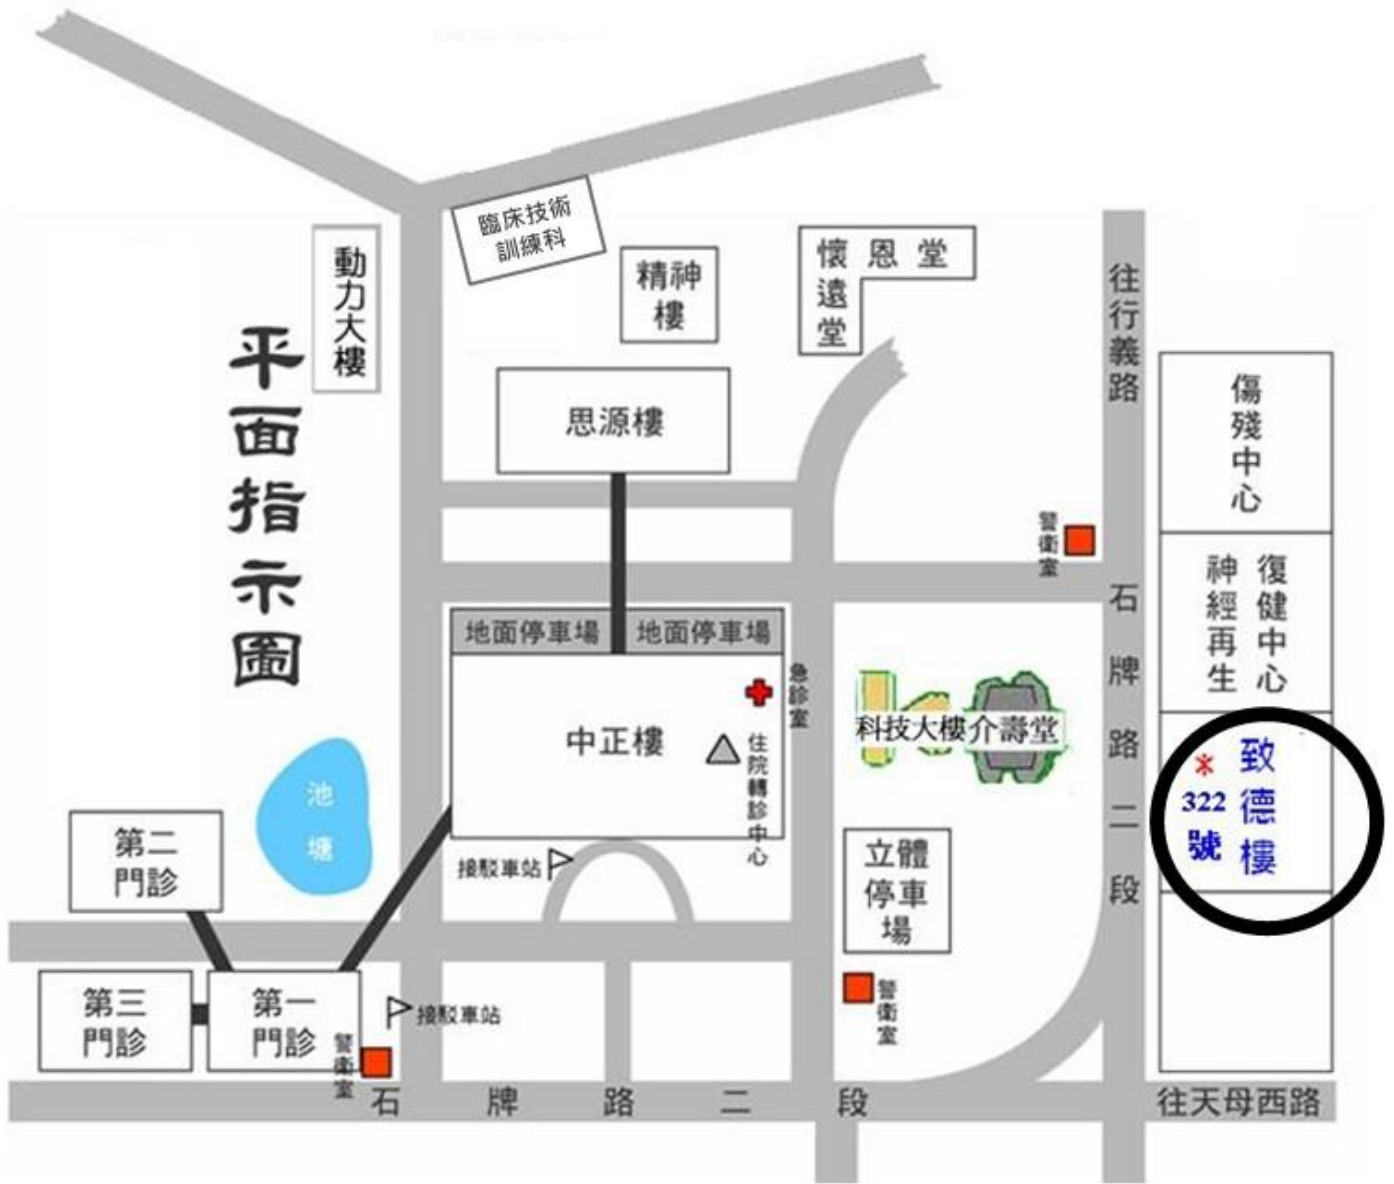 平面指示圖
動力大樓
臨床技術
訓練科
精神
樓
懷恩堂
懷遠堂
往行義路
思源樓
傷殘中心
警衛室
復健中心
神經再生
地面停車場
地面停車場
石牌路二段
急診室
中正樓
住院轉診中心
科技大樓
介壽堂
致德樓
*
322
號
池塘
第二
門診
接駁車站
立體
停車
場
警衛室
第三
門診
第一
門診
接駁車站
警衛室
石牌路二段
往天母西路